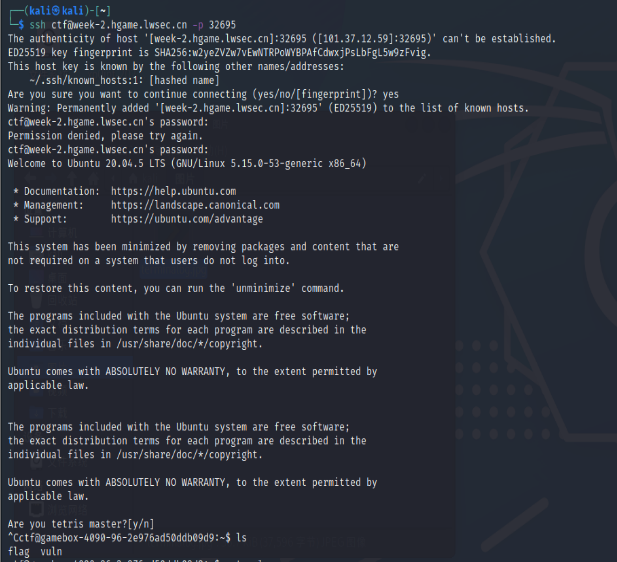 ┌──(kali㉿kali)-[~]
└─$ ssh ctf@week-2.hgame.lwsec.cn -p 32695
The authenticity of host '[week-2.hgame.lwsec.cn]:32695 ([101.37.12.59]:32695)' can't be established.
ED25519 key fingerprint is SHA256:w2yeZVZw7vEwNTRPoWYBPAfCdwxjPsLbFgL5w9zFvig.
This host key is known by the following other names/addresses:
    ~/.ssh/known_hosts:1: [hashed name]
Are you sure you want to continue connecting (yes/no/[fingerprint])? yes
Warning: Permanently added '[week-2.hgame.lwsec.cn]:32695' (ED25519) to the list of known hosts.
ctf@week-2.hgame.lwsec.cn's password:
Permission denied, please try again.
ctf@week-2.hgame.lwsec.cn's password:
Welcome to Ubuntu 20.04.5 LTS (GNU/Linux 5.15.0-53-generic x86_64)
 * Documentation:  https://help.ubuntu.com
 * Management:     https://landscape.canonical.com
 * Support:        https://ubuntu.com/advantage
This system has been minimized by removing packages and content that are
not required on a system that users do not log into.
To restore this content, you can run the 'unminimize' command.
The programs included with the Ubuntu system are free software;
the exact distribution terms for each program are described in the
individual files in /usr/share/doc/*/copyright.
Ubuntu comes with ABSOLUTELY NO WARRANTY, to the extent permitted by
applicable law.
The programs included with the Ubuntu system are free software;
the exact distribution terms for each program are described in the
individual files in /usr/share/doc/*/copyright.
Ubuntu comes with ABSOLUTELY NO WARRANTY, to the extent permitted by
applicable law.
Are you tetris master?[y/n]
^Cctf@gamebox-4090-96-2e976ad50ddb09d9:~$ ls
flag  vuln